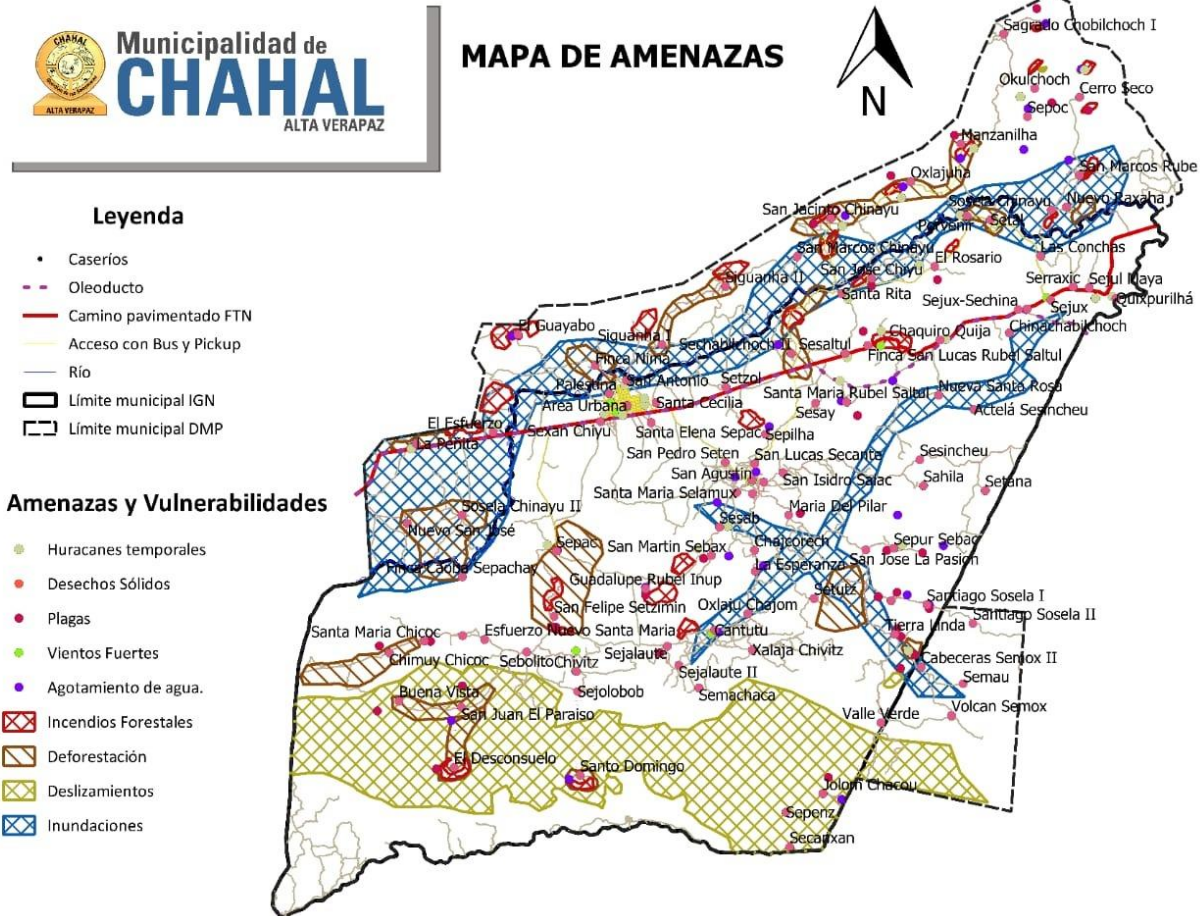 CHAHAL
ALTA VERAPAZ
Municipalidad de
CHAHAL
ALTA VERAPAZ
MAPA DE AMENAZAS
N
Leyenda
Caseríos
Oleoducto
Camino pavimentado FTN
Acceso con Bus y Pickup
Río
Límite municipal IGN
Límite municipal DMP
Amenazas y Vulnerabilidades
Huracanes temporales
Desechos Sólidos
Plagas
Vientos Fuertes
Agotamiento de agua.
Incendios Forestales
Deforestación
Deslizamientos
Inundaciones
Sagrado Chobilchoch I
Okulchoch
Cerro Seco
Sepoc
Manzanilha
San Marcos Rube
Oxlajuha
Sosela Chinayu
Nuevo Raxaha
San Jacinto Chinayu
Porvenir
Setal
San Marcos Chinayu
Las Conchas
El Rosario
San Jose Chiyu
Siguanha II
Serraxic
Sejul Maya
Santa Rita
Sejux-Sechina
Sejux
Quixpurilhá
El Guayabo
Siguanha I
Sechabilchoch II
Sesaltul
Chaquiro Quija
Chinachabilchoch
Finca San Lucas Rubel Saltul
Finca Nimá
Palestina
San Antonio
Setzol
Santa Maria Rubel Saltul
Nueva Santa Rosa
Area Urbana
Santa Cecilia
Sesay
Actelá Sesincheu
El Esfuerzo
Sexan Chiyu
Santa Elena Sepac
Sepilha
La Peñita
San Pedro Seten
San Lucas Secante
Sesincheu
San Agustin
San Isidro Salac
Sahila
Setana
Santa Maria Selamux
Sosela Chinayu II
Maria Del Pilar
Sesab
Nuevo San José
Sepac
San Martin Sebax
Chajcorech
Sepur Sebac
San Jose La Pasion
Finca Caoba Sepachay
La Esperanza
Guadalupe Rubel Inup
Setutz
Santiago Sosela I
San Felipe Setzimin
Oxlaju Chajom
Santiago Sosela II
Santa Maria Chicoc
Esfuerzo Nuevo Santa Maria
Cantutu
Tierra Linda
Chimuy Chicoc
Sebolito
Chivitz
Sejalaute
Xalaja Chivitz
Cabeceras Semox II
Sejalaute II
Semau
Buena Vista
Sejolobob
Semachaca
San Juan El Paraiso
Valle Verde
Volcan Semox
El Desconsuelo
Santo Domingo
Jolom Chacou
Sepenz
Secanxan